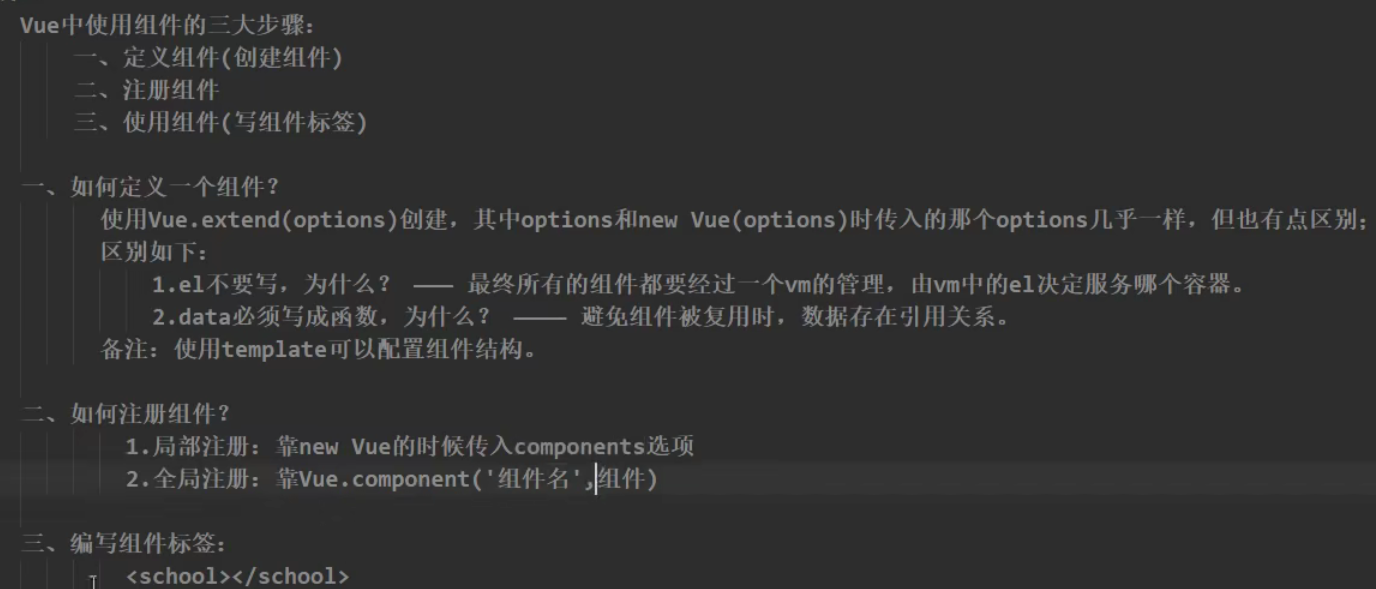 Vue中使用组件的三大步骤：
一、定义组件(创建组件)
二、注册组件
三、使用组件(写组件标签)
一、如何定义一个组件？
使用Vue.extend(options)创建，其中options和new Vue(options)时传入的那个options几乎一样，但也有点区别；
区别如下：
1.el不要写，为什么？ ——— 最终所有的组件都要经过一个vm的管理，由vm中的el决定服务哪个容器。
2.data必须写成函数，为什么？ ———— 避免组件被复用时，数据存在引用关系。
备注：使用template可以配置组件结构。
二、如何注册组件？
1.局部注册：靠new Vue的时候传入components选项
2.全局注册：靠Vue.component('组件名',组件)
三、编写组件标签：
<school></school>